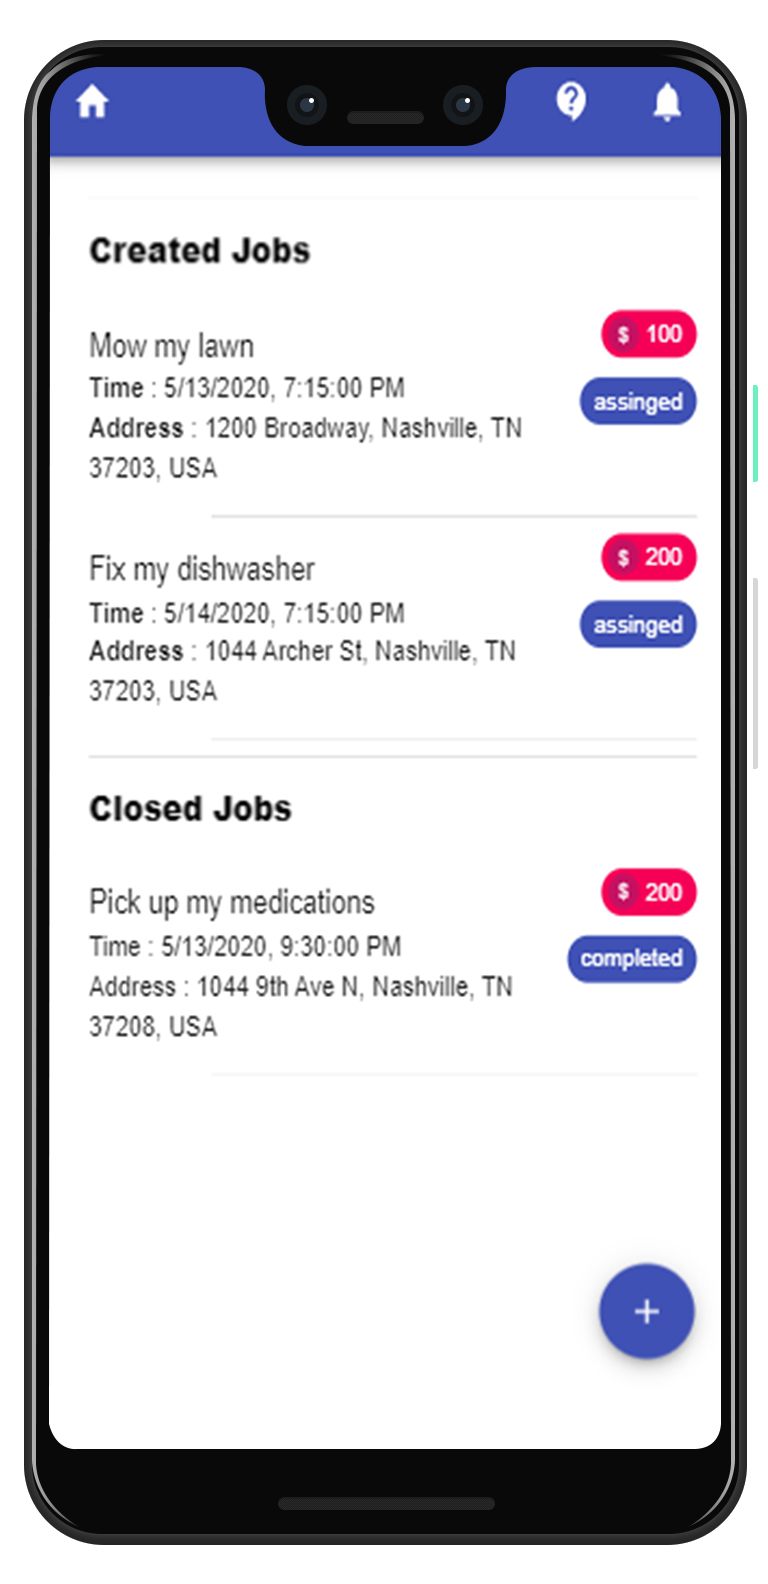 Created Jobs
Mow my lawn
$ 100
Time : 5/13/2020, 7:15:00 PM
assinged
Address : 1200 Broadway, Nashville, TN
37203, USA
Fix my dishwasher
$ 200
Time : 5/14/2020, 7:15:00 PM
assinged
Address : 1044 Archer St, Nashville, TN
37203, USA
Closed Jobs
Pick up my medications
$ 200
Time : 5/13/2020, 9:30:00 PM
completed
Address : 1044 9th Ave N, Nashville, TN
37208, USA
+